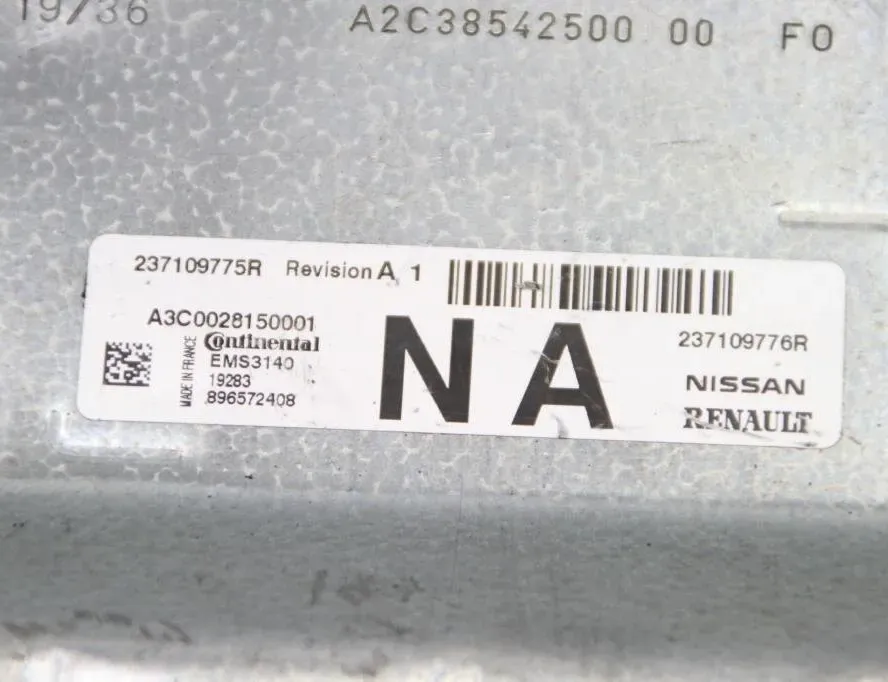 19/36
A2C38542500 00 F0
237109775R Revision A 1
A3C0028150001
Continental
EMS3140
19283
896572408
MADE IN FRANCE
NA
237109776R
NISSAN
RENAULT